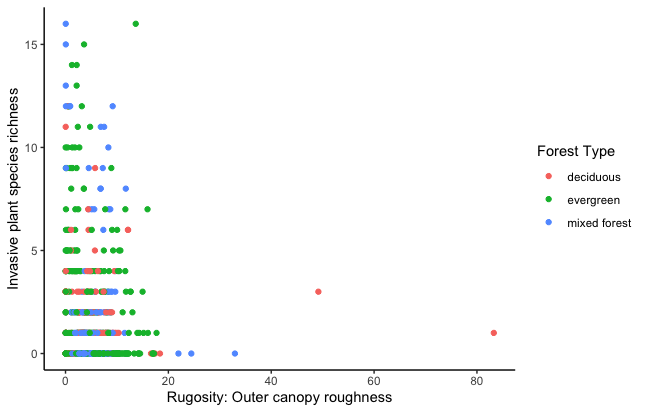 15
10
5
0
0
20
40
60
80
Invasive plant species richness
Rugosity: Outer canopy roughness
Forest Type
deciduous
evergreen
mixed forest